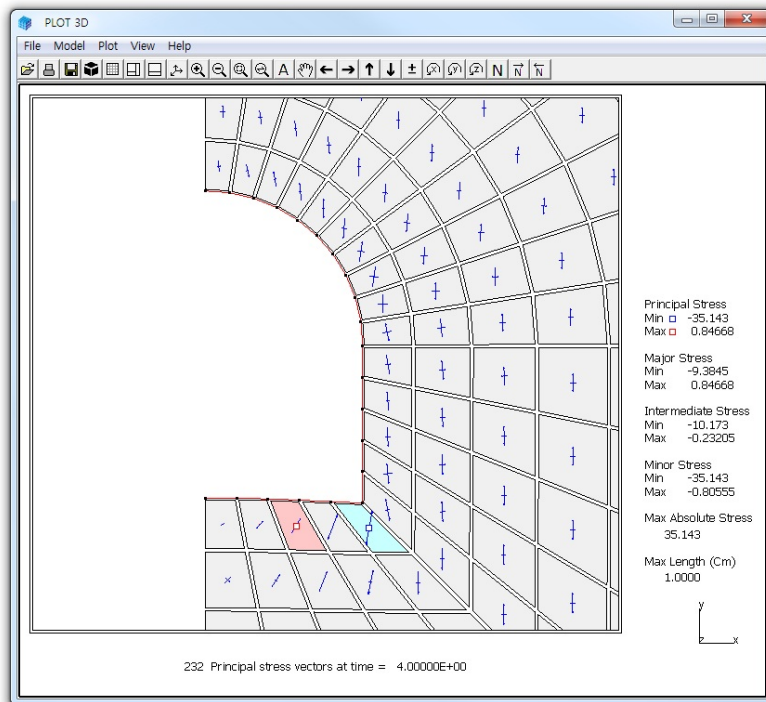 PLOT 3D
File Model Plot View Help
A X Y Z N N N
Principal Stress
Min -35.143
Max 0.84668
Major Stress
Min -9.3845
Max 0.84668
Intermediate Stress
Min -10.173
Max -0.23205
Minor Stress
Min -35.143
Max -0.80555
Max Absolute Stress
35.143
Max Length (Cm)
1.0000
y
z x
232 Principal stress vectors at time = 4.00000E+00